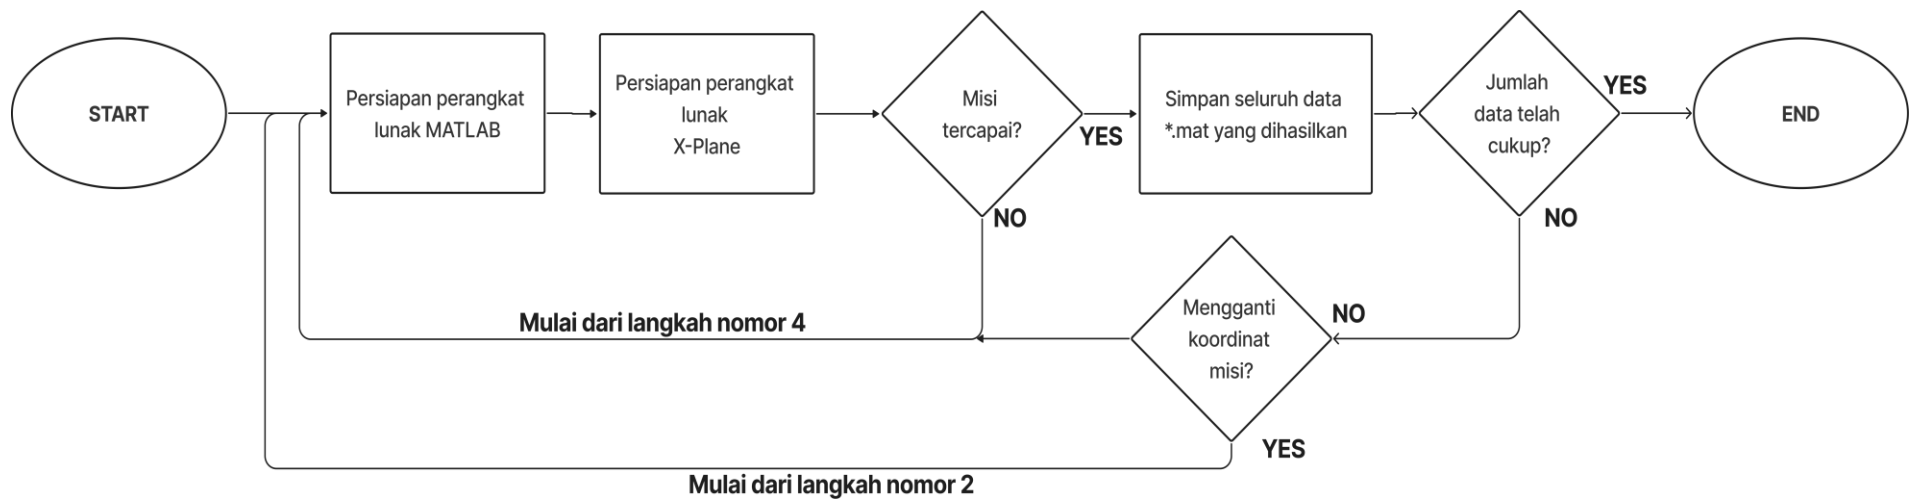 START
Persiapan perangkat
lunak MATLAB
Persiapan perangkat
lunak
X-Plane
Misi
tercapai?
YES
NO
Simpan seluruh data
*.mat yang dihasilkan
Jumlah
data telah
cukup?
YES
NO
END
Mengganti
koordinat
misi?
NO
YES
Mulai dari langkah nomor 4
Mulai dari langkah nomor 2